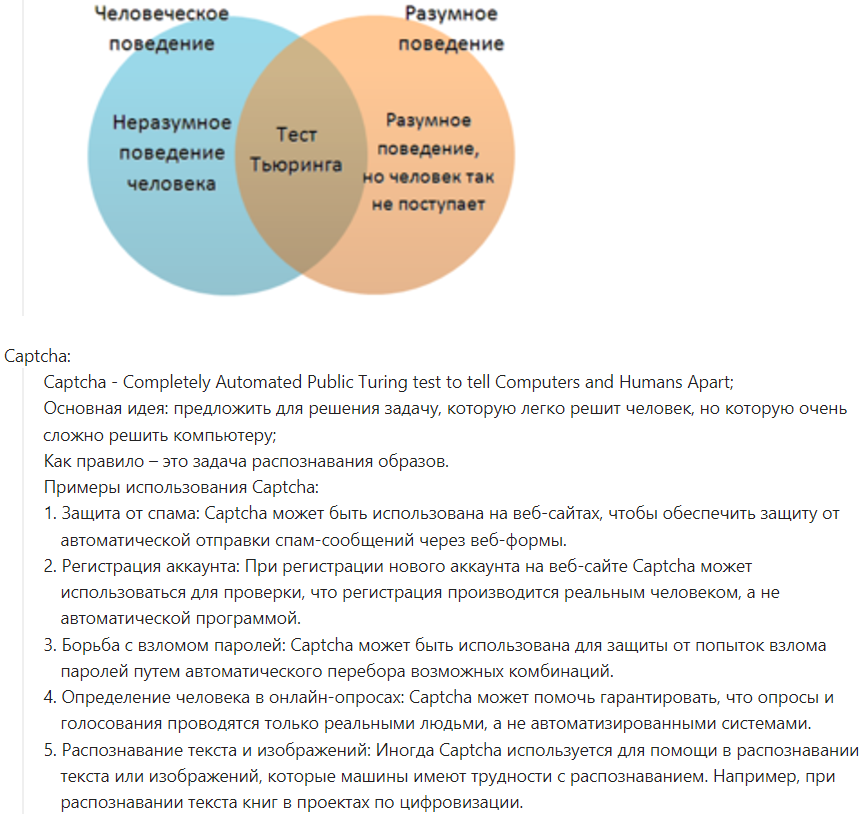 Человеческое
поведение
Разумное
поведение
Неразумное
поведение
человека
Тест
Тьюринга
Разумное
поведение,
но человек так
не поступает
Captcha:
Captcha - Completely Automated Public Turing test to tell Computers and Humans Apart;
Основная идея: предложить для решения задачу, которую легко решит человек, но которую очень
сложно решить компьютеру;
Как правило – это задача распознавания образов.
Примеры использования Captcha:
1. Защита от спама: Captcha может быть использована на веб-сайтах, чтобы обеспечить защиту от
автоматической отправки спам-сообщений через веб-формы.
2. Регистрация аккаунта: При регистрации нового аккаунта на веб-сайте Captcha может
использоваться для проверки, что регистрация производится реальным человеком, а не
автоматической программой.
3. Борьба с взломом паролей: Captcha может быть использована для защиты от попыток взлома
паролей путем автоматического перебора возможных комбинаций.
4. Определение человека в онлайн-опросах: Captcha может помочь гарантировать, что опросы и
голосования проводятся только реальными людьми, а не автоматизированными системами.
5. Распознавание текста и изображений: Иногда Captcha используется для помощи в распознавании
текста или изображений, которые машины имеют трудности с распознаванием. Например, при
распознавании текста книг в проектах по цифровизации.